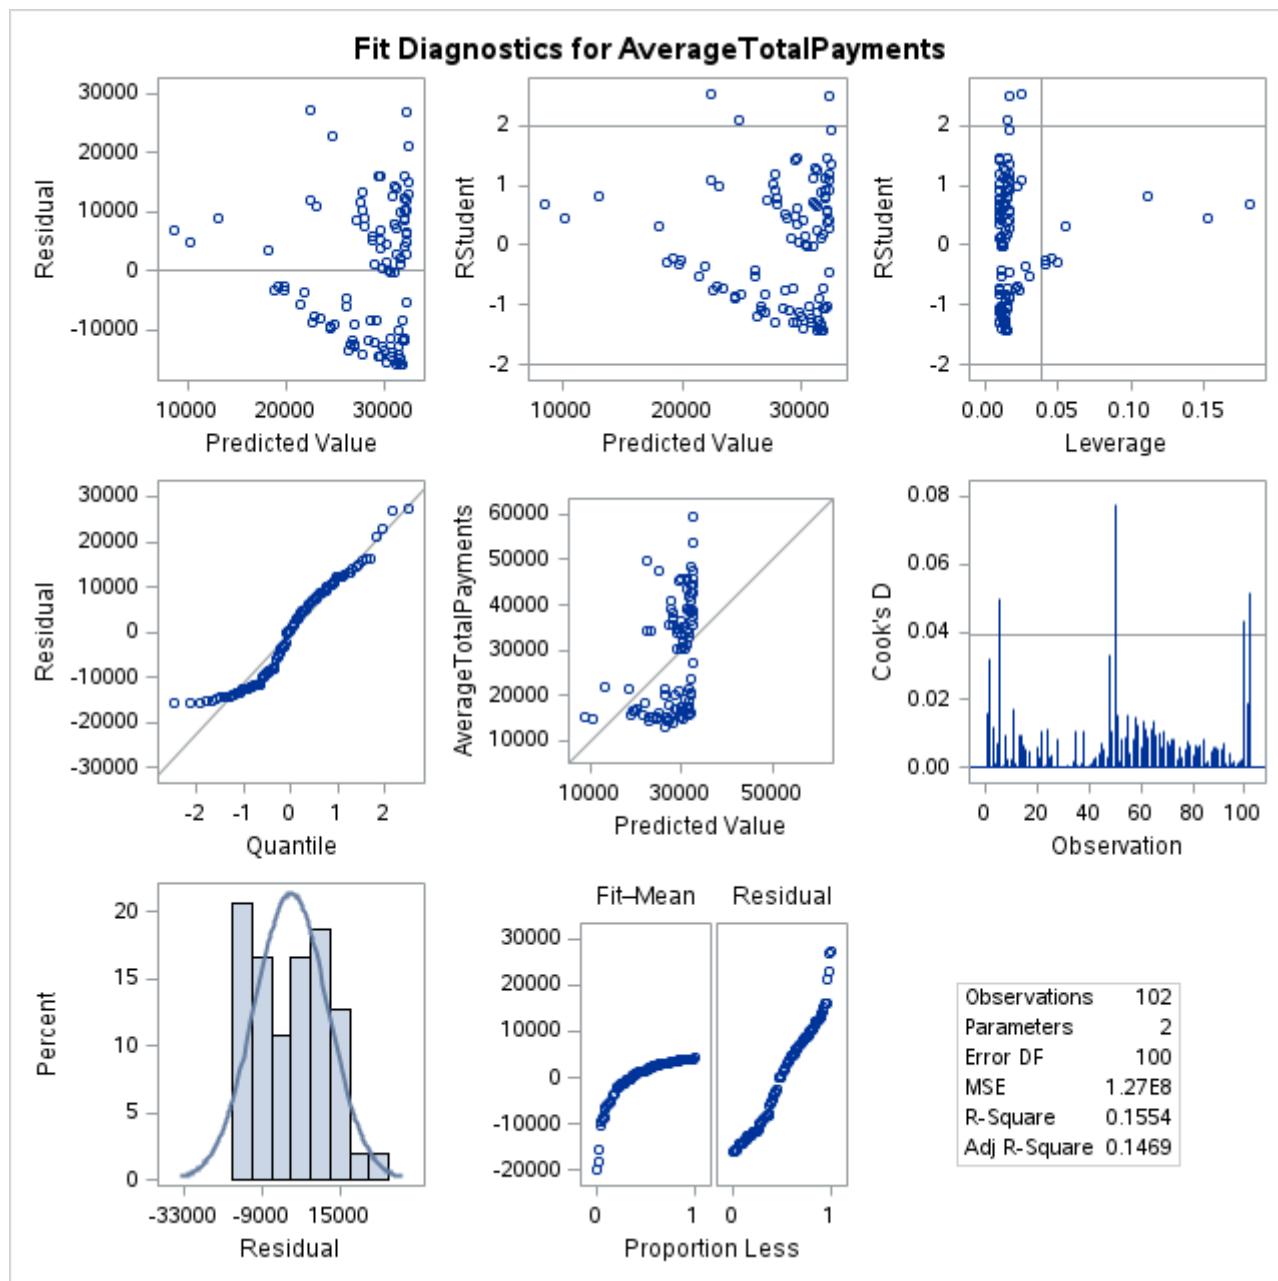 Fit Diagnostics for AverageTotalPayments
30000
20000
10000
0
-10000
Residual
10000 20000 30000
Predicted Value
2
1
0
-1
-2
RStudent
10000 20000 30000
Predicted Value
2
1
0
-1
-2
RStudent
0.00 0.05 0.10 0.15
Leverage
30000
20000
10000
0
-10000
-20000
-30000
Residual
-2 -1 0 1 2
Quantile
60000
50000
40000
30000
20000
10000
AverageTotalPayments
10000 30000 50000
Predicted Value
0.08
0.06
0.04
0.02
0.00
Cook's D
0 20 40 60 80 100
Observation
20
15
10
5
0
Percent
-33000 -9000 15000
Residual
Fit–Mean Residual
30000
20000
10000
0
-10000
-20000
0 1 0 1
Proportion Less
Observations 102
Parameters 2
Error DF 100
MSE 1.27E8
R-Square 0.1554
Adj R-Square 0.1469